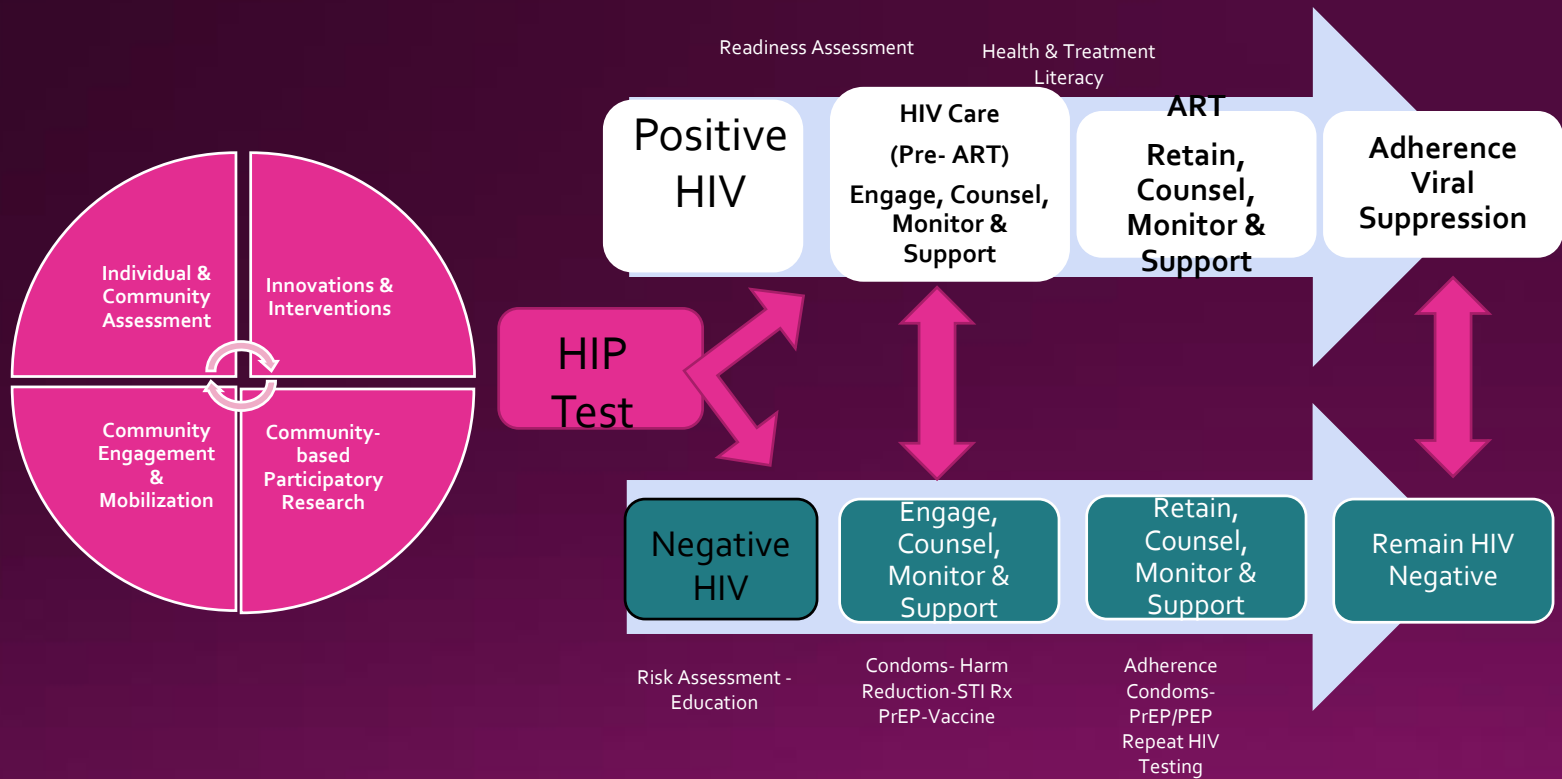 Individual &
Community
Assessment
Innovations &
Interventions
Community
Engagement
&
Mobilization
Community-
based
Participatory
Research
HIP
Test
Readiness Assessment
Health & Treatment
Literacy
Positive
HIV
HIV Care
(Pre- ART)
Engage, Counsel,
Monitor &
Support
ART
Retain,
Counsel,
Monitor &
Support
Adherence
Viral
Suppression
Negative
HIV
Engage,
Counsel,
Monitor &
Support
Retain,
Counsel,
Monitor &
Support
Remain HIV
Negative
Risk Assessment -
Education
Condoms- Harm
Reduction-STI Rx
PrEP-Vaccine
Adherence
Condoms-
PrEP/PEP
Repeat HIV
Testing